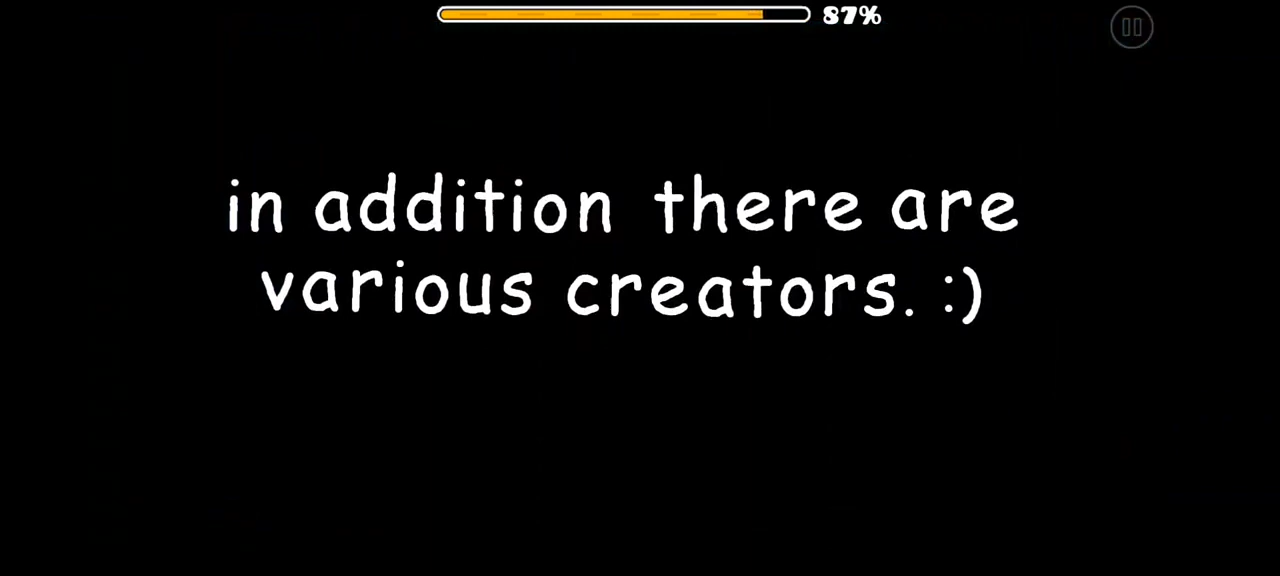 87%
in addition there are
various creators. :)